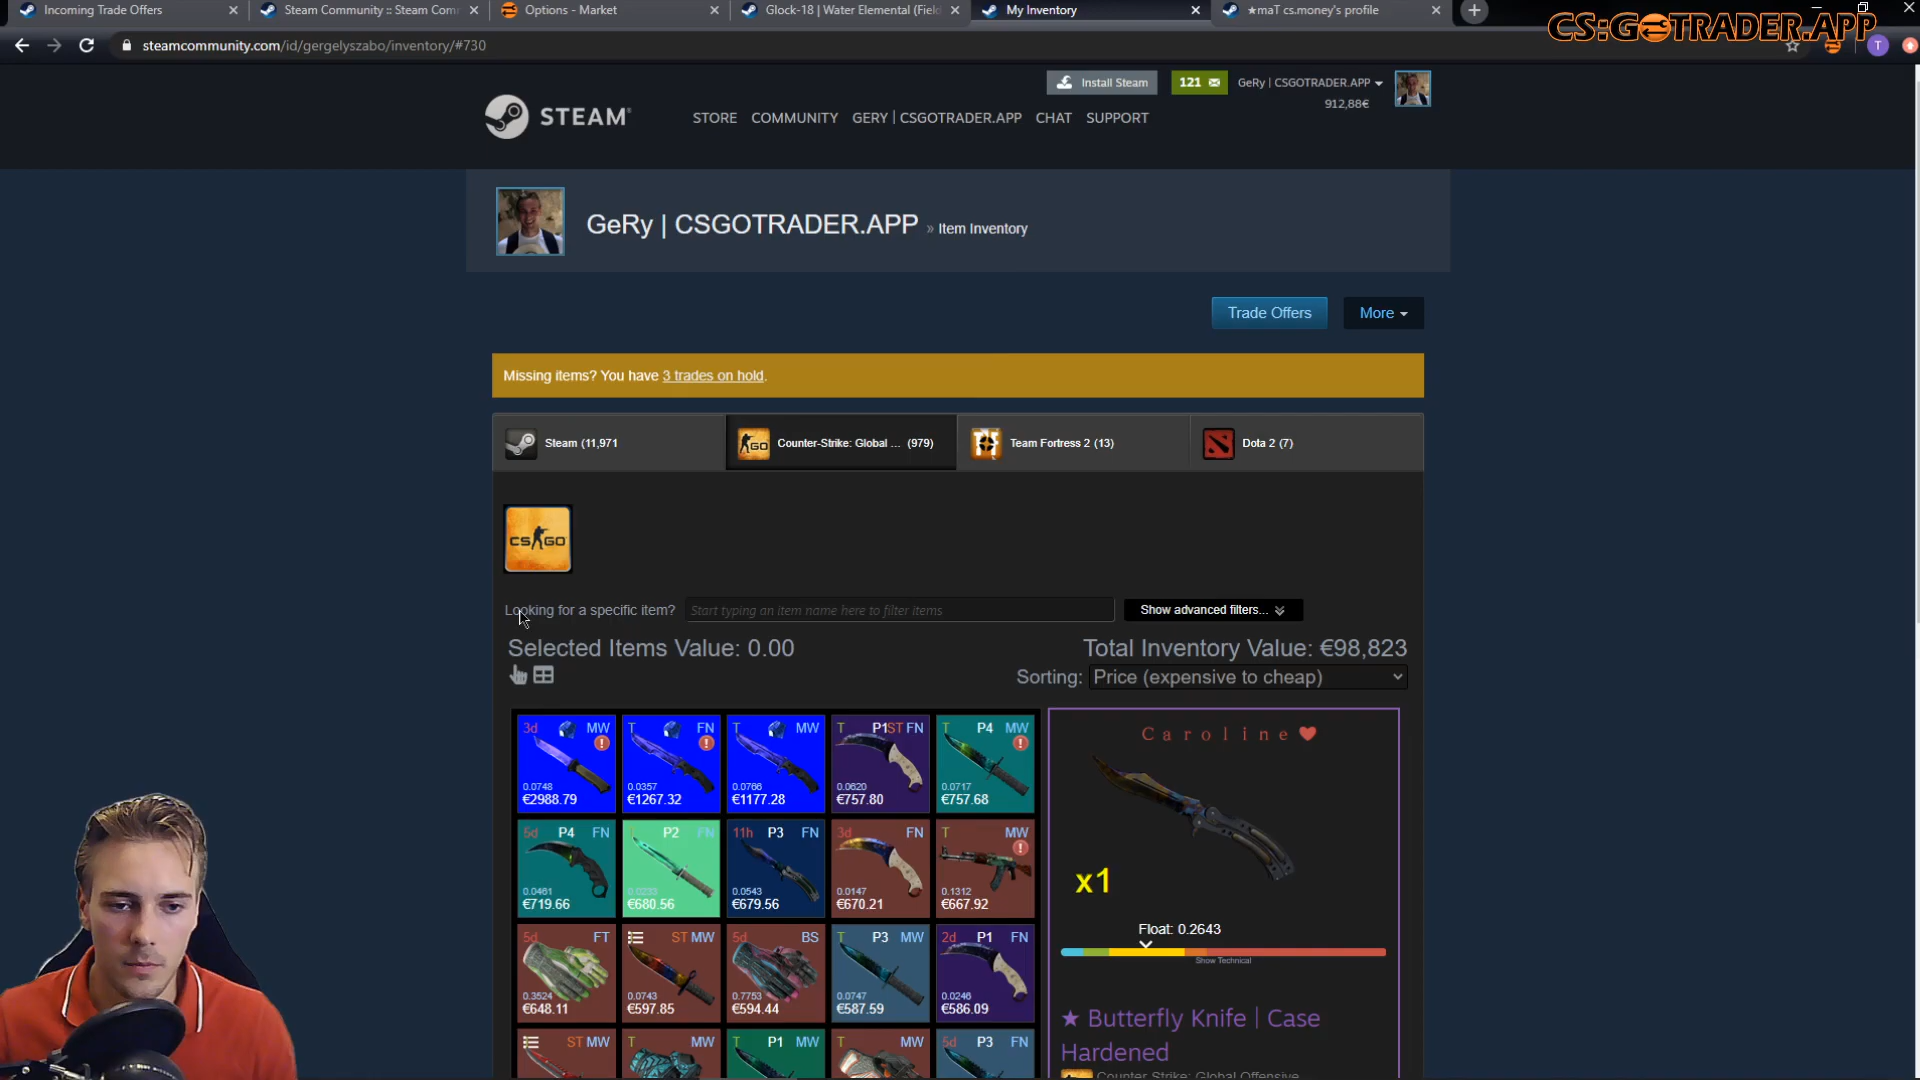 Incoming Trade Offers
Steam Community :: Steam Com
Options - Market
Glock-18 | Water Elemental (Fiel
My Inventory
★maT cs.money's profile
CS:GOTRADER.APP
steamcommunity.com/id/gergelyszabo/inventory/#730
T
Install Steam
121
GeRy | CSGOTRADER.APP
912,88€
STEAM®
STORE COMMUNITY GERY | CSGOTRADER.APP CHAT SUPPORT
GeRy | CSGOTRADER.APP » Item Inventory
Trade Offers
More
Missing items? You have 3 trades on hold.
Steam (11,971
Counter-Strike: Global ... (979)
Team Fortress 2 (13)
Dota 2 (7)
CS GO
Looking for a specific item?
Start typing an item name here to filter items
Show advanced filters...
Selected Items Value: 0.00
Total Inventory Value: €98,823
Sorting: Price (expensive to cheap)
3d MW
0.0748
€2988.79
T FN
0.0357
€1267.32
T MW
0.0766
€1177.28
T P1 ST FN
0.0620
€757.80
T P4 MW
0.0717
€757.68
5d P4 FN
0.0461
€719.66
T P2 FN
0.0233
€680.56
11h P3 FN
0.0543
€679.56
3d FN
0.0147
€670.21
T MW
0.1312
€667.92
5d FT
0.3524
€648.11
ST MW
0.0743
€597.85
5d BS
0.7753
€594.44
P3 MW
0.0747
€587.59
2d P1 FN
0.0246
€586.09
ST MW
T MW
T P1 MW
T MW
5d P3 FN
Caroline
x1
Float: 0.2643
Show Technical
★ Butterfly Knife | Case
Hardened
Counter Strike: Global Offensive